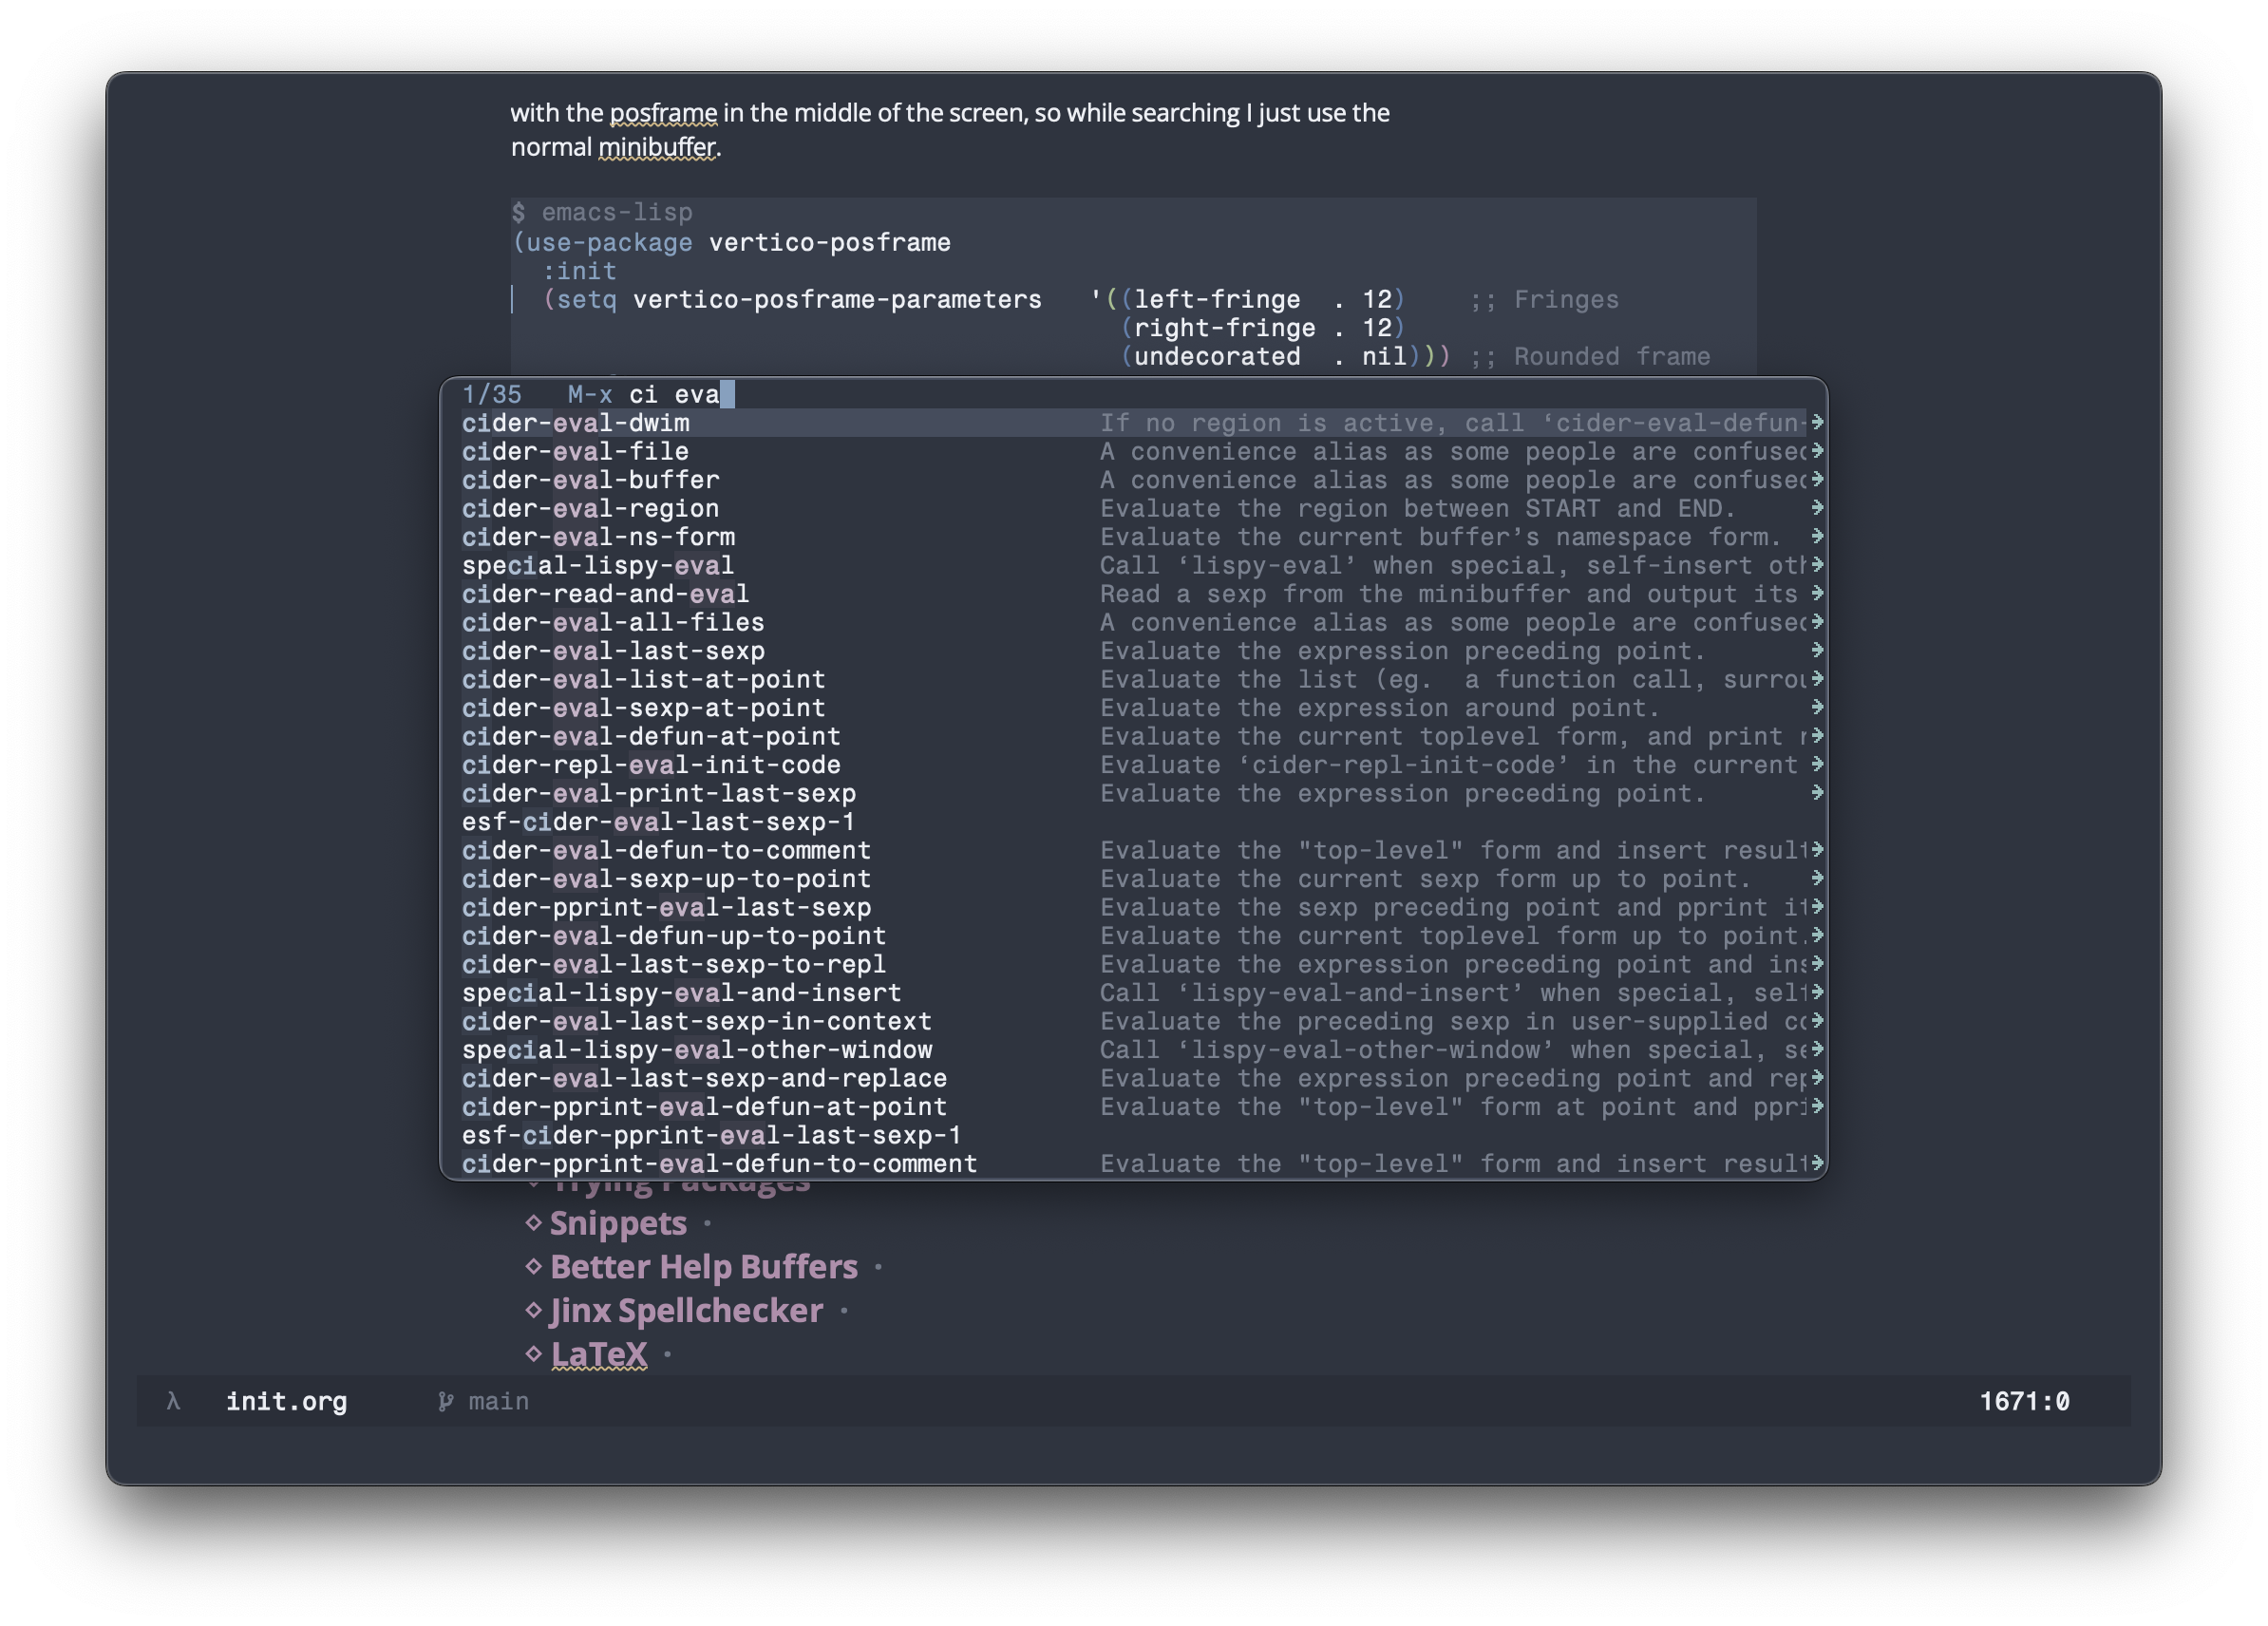 with the posframe in the middle of the screen, so while searching I just use the
normal minibuffer.
$ emacs-lisp
(use-package vertico-posframe
:init
(setq vertico-posframe-parameters '((left-fringe . 12) ;; Fringes
(right-fringe . 12)
(undecorated . nil))) ;; Rounded frame
1/35 M-x ci eva
cider-eval-dwim If no region is active, call ‘cider-eval-defun-
cider-eval-file A convenience alias as some people are confused
cider-eval-buffer A convenience alias as some people are confused
cider-eval-region Evaluate the region between START and END.
cider-eval-ns-form Evaluate the current buffer’s namespace form.
special-lispy-eval Call ‘lispy-eval’ when special, self-insert oth
cider-read-and-eval Read a sexp from the minibuffer and output its
cider-eval-all-files A convenience alias as some people are confused
cider-eval-last-sexp Evaluate the expression preceding point.
cider-eval-list-at-point Evaluate the list (eg.  a function call, surrou
cider-eval-sexp-at-point Evaluate the expression around point.
cider-eval-defun-at-point Evaluate the current toplevel form, and print r
cider-repl-eval-init-code Evaluate ‘cider-repl-init-code’ in the current
cider-eval-print-last-sexp Evaluate the expression preceding point.
esf-cider-eval-last-sexp-1
cider-eval-defun-to-comment Evaluate the "top-level" form and insert result
cider-eval-sexp-up-to-point Evaluate the current sexp form up to point.
cider-pprint-eval-last-sexp Evaluate the sexp preceding point and pprint it
cider-eval-defun-up-to-point Evaluate the current toplevel form up to point.
cider-eval-last-sexp-to-repl Evaluate the expression preceding point and ins
special-lispy-eval-and-insert Call ‘lispy-eval-and-insert’ when special, self
cider-eval-last-sexp-in-context Evaluate the preceding sexp in user-supplied co
special-lispy-eval-other-window Call ‘lispy-eval-other-window’ when special, se
cider-eval-last-sexp-and-replace Evaluate the expression preceding point and rep
cider-pprint-eval-defun-at-point Evaluate the "top-level" form at point and ppri
esf-cider-pprint-eval-last-sexp-1
cider-pprint-eval-defun-to-comment Evaluate the "top-level" form and insert result
Trying Packages
◇ Snippets ·
◇ Better Help Buffers ·
◇ Jinx Spellchecker ·
◇ LaTeX ·
λ init.org main 1671:0